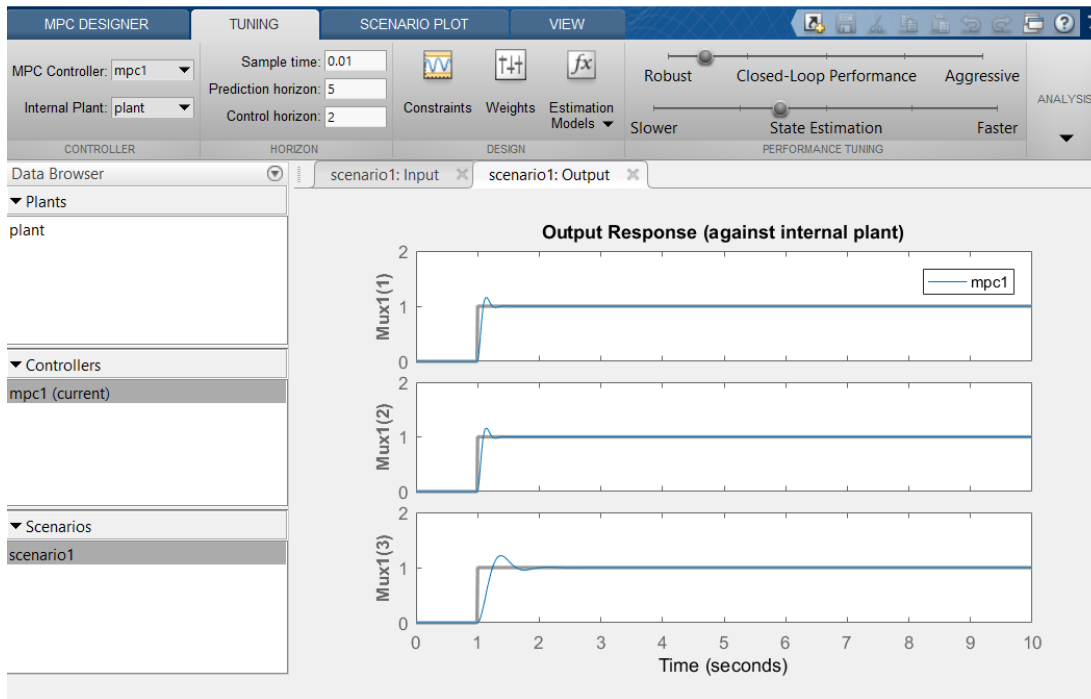 MPC DESIGNER TUNING SCENARIO PLOT VIEW
MPC Controller: mpc1
Internal Plant: plant
CONTROLLER
Sample time: 0.01
Prediction horizon: 5
Control horizon: 2
HORIZON
Constraints Weights Estimation
Models
DESIGN
Robust Closed-Loop Performance Aggressive
Slower State Estimation Faster
PERFORMANCE TUNING
ANALYSIS
Data Browser
Plants
plant
Controllers
mpc1 (current)
Scenarios
scenario1
scenario1: Input scenario1: Output
Output Response (against internal plant)
Mux1(1)
2
1
0
mpc1
Mux1(2)
2
1
0
Mux1(3)
2
1
0
0 1 2 3 4 5 6 7 8 9 10
Time (seconds)